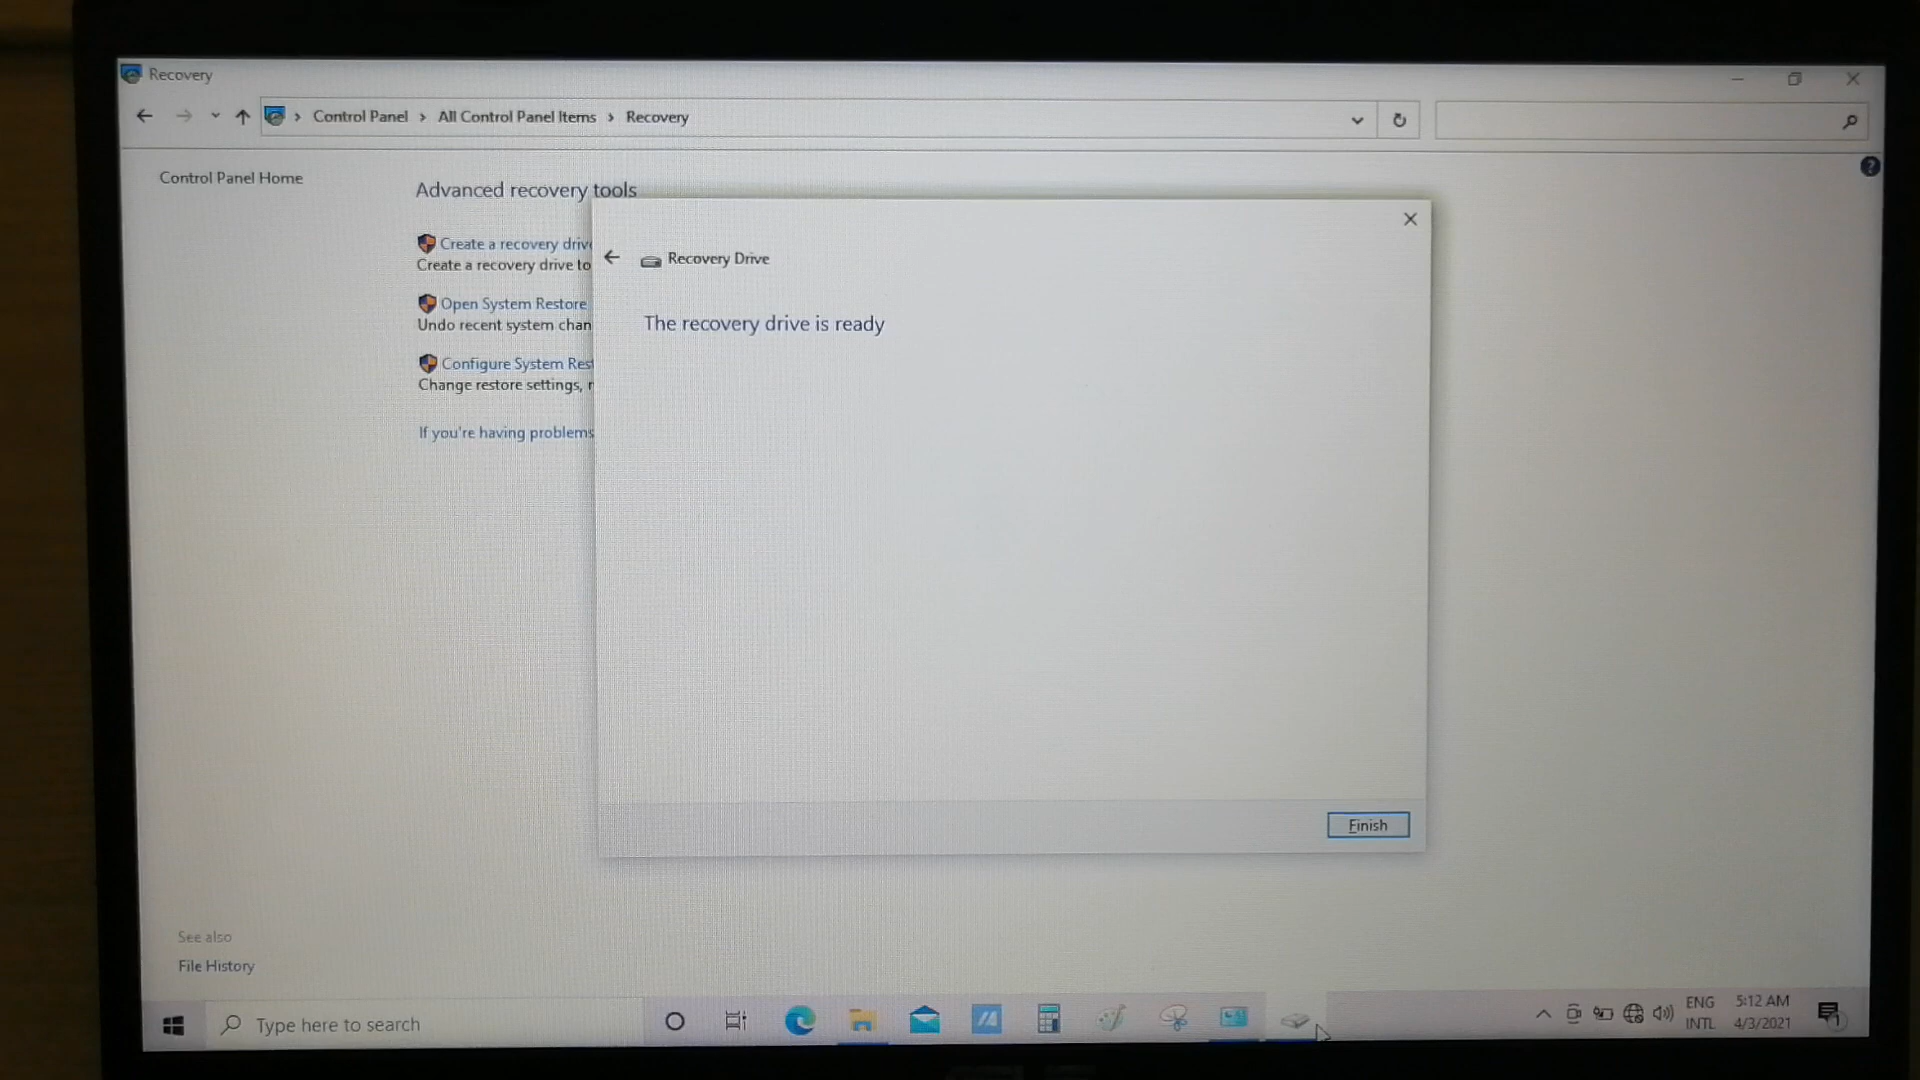 Recovery
Control Panel › All Control Panel Items › Recovery
Control Panel Home
Advanced recovery tools
Create a recovery drive
Create a recovery drive to
Open System Restore
Undo recent system chan
Configure System Rest
Change restore settings, r
If you're having problems
Recovery Drive
The recovery drive is ready
Finish
See also
File History
Type here to search
ENG
INTL
5:12 AM
4/3/2021
1